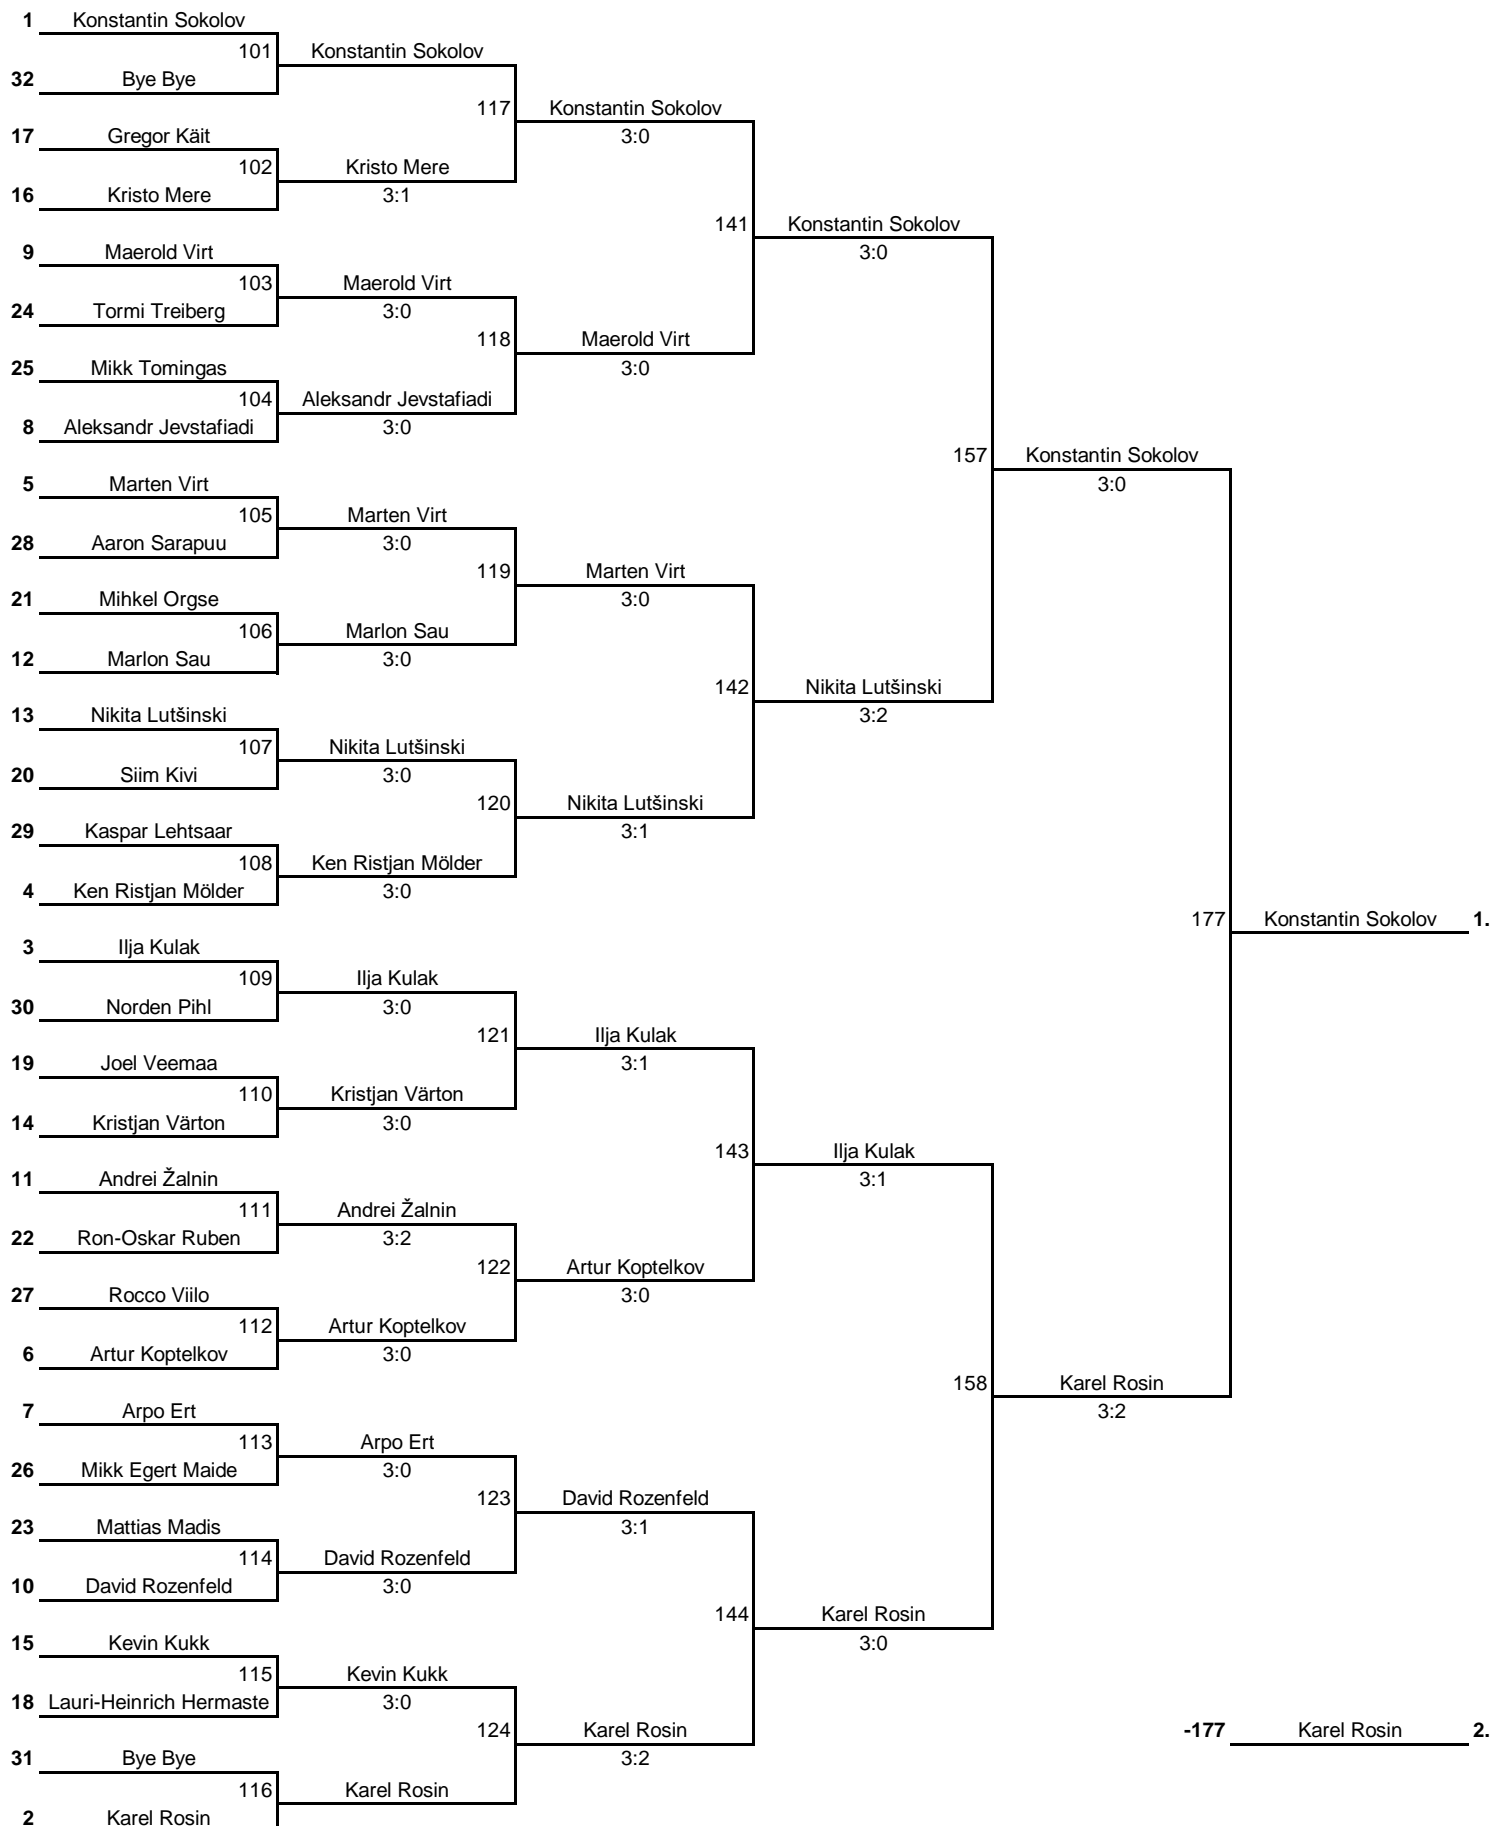 1 Konstantin Sokolov
101 Konstantin Sokolov
32 Bye Bye
117 Konstantin Sokolov
17 Gregor Käit
3:0
102 Kristo Mere
16 Kristo Mere
3:1
141 Konstantin Sokolov
9 Maerold Virt
3:0
103 Maerold Virt
24 Tormi Treiberg
3:0
118 Maerold Virt
25 Mikk Tomingas
3:0
104 Aleksandr Jevstafiadi
8 Aleksandr Jevstafiadi
3:0
157 Konstantin Sokolov
5 Marten Virt
3:0
105 Marten Virt
28 Aaron Sarapuu
3:0
119 Marten Virt
21 Mihkel Orgse
3:0
106 Marlon Sau
12 Marlon Sau
3:0
142 Nikita Lutšinski
13 Nikita Lutšinski
3:2
107 Nikita Lutšinski
20 Siim Kivi
3:0
120 Nikita Lutšinski
29 Kaspar Lehtsaar
3:1
108 Ken Ristjan Mölder
4 Ken Ristjan Mölder
3:0
177 Konstantin Sokolov 1.
3 Ilja Kulak
109 Ilja Kulak
30 Norden Pihl
3:0
121 Ilja Kulak
19 Joel Veemaa
3:1
110 Kristjan Värton
14 Kristjan Värton
3:0
143 Ilja Kulak
11 Andrei Žalnin
3:1
111 Andrei Žalnin
22 Ron-Oskar Ruben
3:2
122 Artur Koptelkov
27 Rocco Viilo
3:0
112 Artur Koptelkov
6 Artur Koptelkov
3:0
158 Karel Rosin
7 Arpo Ert
3:2
113 Arpo Ert
26 Mikk Egert Maide
3:0
123 David Rozenfeld
23 Mattias Madis
3:1
114 David Rozenfeld
10 David Rozenfeld
3:0
144 Karel Rosin
15 Kevin Kukk
3:0
115 Kevin Kukk
18 Lauri-Heinrich Hermaste
3:0
124 Karel Rosin
-177 Karel Rosin 2.
31 Bye Bye
3:2
116 Karel Rosin
2 Karel Rosin